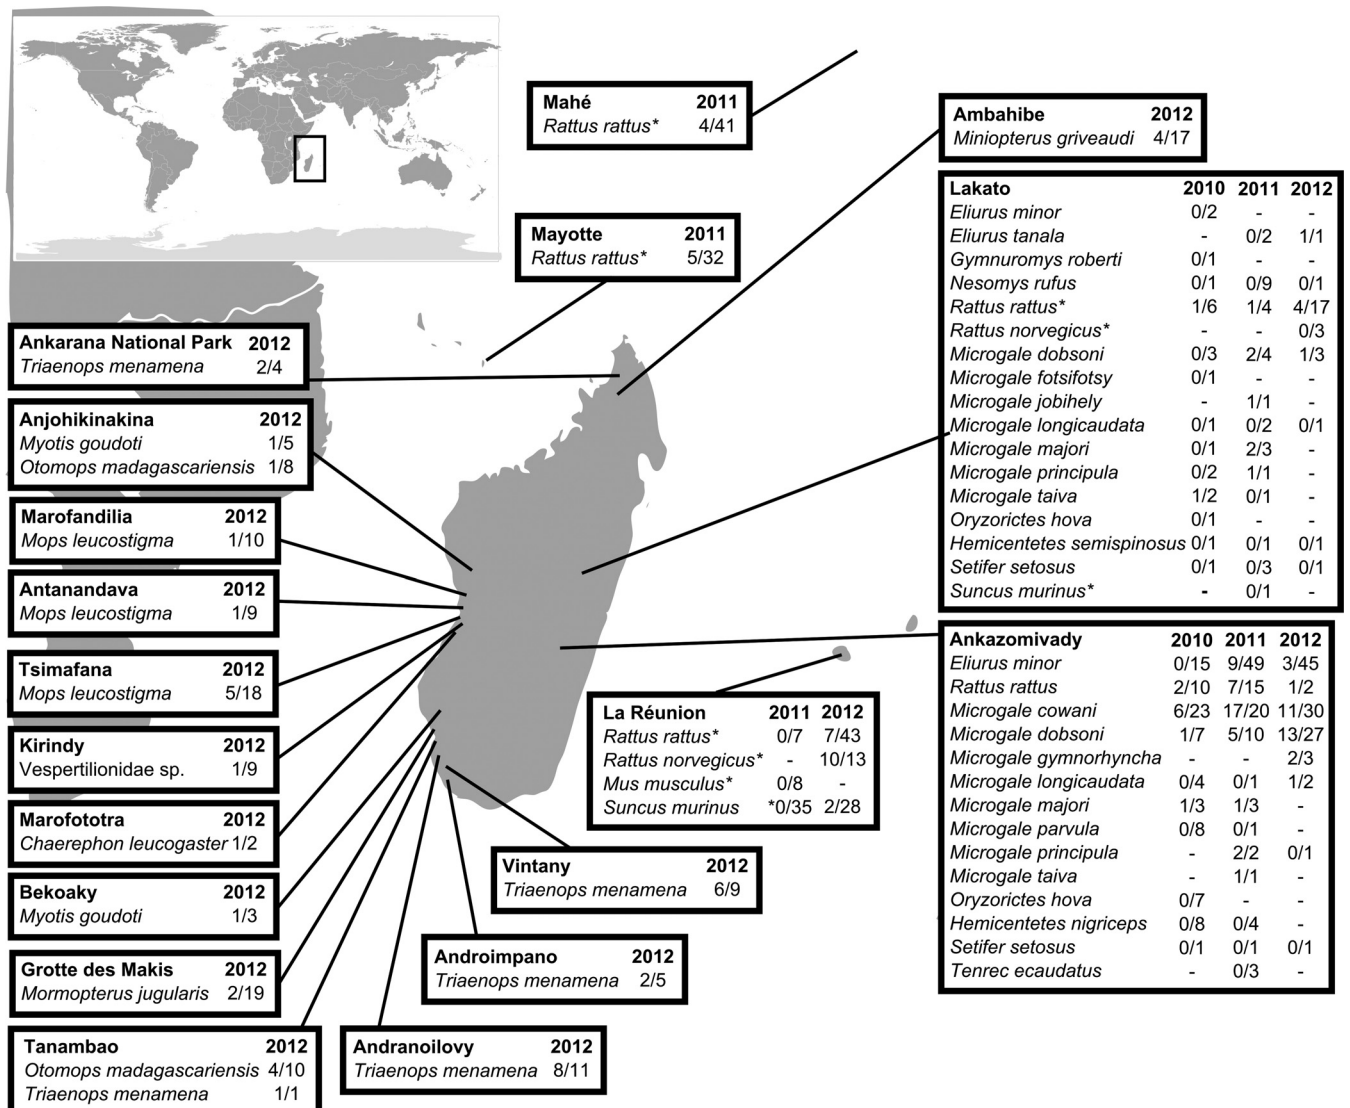 Mahé 2011
Rattus rattus* 4/41
Mayotte 2011
Rattus rattus* 5/32
Ankarana National Park 2012
Triaenops menamena 2/4
Anjohikinakina 2012
Myotis goudoti 1/5
Otomops madagascariensis 1/8
Marofandilia 2012
Mops leucostigma 1/10
Antanandava 2012
Mops leucostigma 1/9
Tsimafana 2012
Mops leucostigma 5/18
Kirindy 2012
Vespertilionidae sp. 1/9
Marofototra 2012
Chaerephon leucogaster 1/2
Bekoaky 2012
Myotis goudoti 1/3
Grotte des Makis 2012
Mormopterus jugularis 2/19
Tanambao 2012
Otomops madagascariensis 4/10
Triaenops menamena 1/1
Andranoilovy 2012
Triaenops menamena 8/11
Androimpano 2012
Triaenops menamena 2/5
Vintany 2012
Triaenops menamena 6/9
La Réunion 2011 2012
Rattus rattus* 0/7 7/43
Rattus norvegicus* - 10/13
Mus musculus* 0/8 -
Suncus murinus *0/35 2/28
Ambahibe 2012
Miniopterus griveaudi 4/17
Lakato 2010 2011 2012
Eliurus minor 0/2 - -
Eliurus tanala - 0/2 1/1
Gymnuromys roberti 0/1 - -
Nesomys rufus 0/1 0/9 0/1
Rattus rattus* 1/6 1/4 4/17
Rattus norvegicus* - - 0/3
Microgale dobsoni 0/3 2/4 1/3
Microgale fotsifotsy 0/1 - -
Microgale jobihely - 1/1 -
Microgale longicaudata 0/1 0/2 0/1
Microgale majori 0/1 2/3 -
Microgale principula 0/2 1/1 -
Microgale taiva 1/2 0/1 -
Oryzorictes hova 0/1 - -
Hemicentetes semispinosus 0/1 0/1 0/1
Setifer setosus 0/1 0/3 0/1
Suncus murinus* - 0/1 -
Ankazomivady 2010 2011 2012
Eliurus minor 0/15 9/49 3/45
Rattus rattus 2/10 7/15 1/2
Microgale cowani 6/23 17/20 11/30
Microgale dobsoni 1/7 5/10 13/27
Microgale gymnorhyncha - - 2/3
Microgale longicaudata 0/4 0/1 1/2
Microgale majori 1/3 1/3 -
Microgale parvula 0/8 0/1 -
Microgale principula - 2/2 0/1
Microgale taiva - 1/1 -
Oryzorictes hova 0/7 - -
Hemicentetes nigriceps 0/8 0/4 -
Setifer setosus 0/1 0/1 0/1
Tenrec ecaudatus - 0/3 -